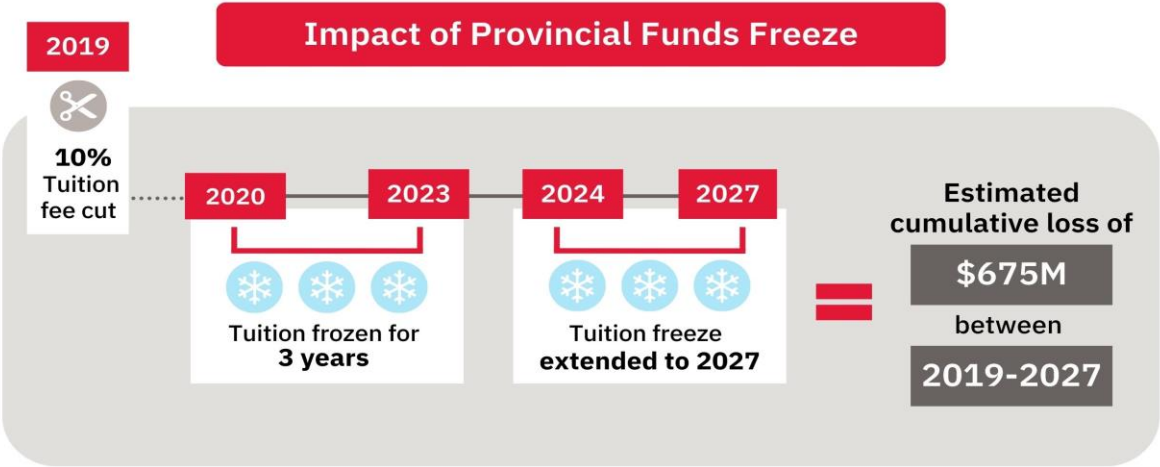 Impact of Provincial Funds Freeze
2019
10%
Tuition
fee cut
2020
2023
Tuition frozen for
3 years
2024
2027
Tuition freeze
extended to 2027
Estimated
cumulative loss of
$675M
between
2019-2027